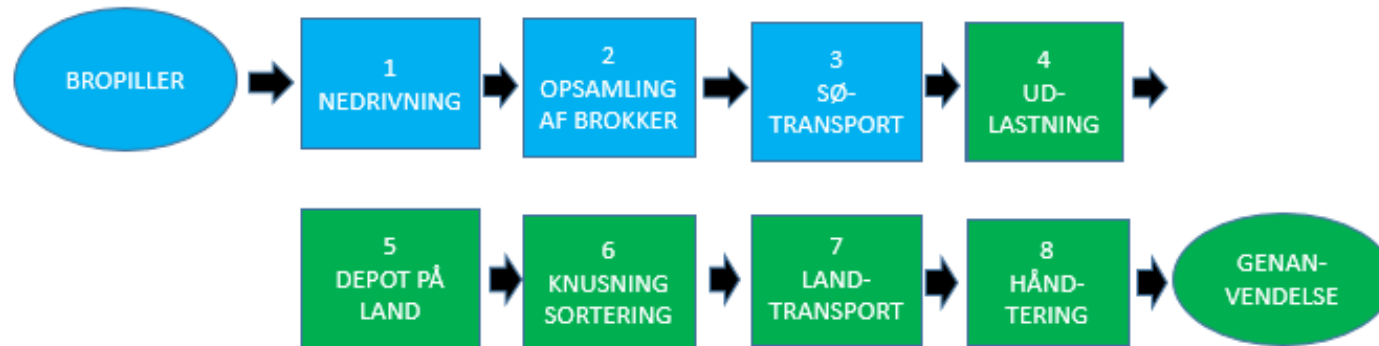 BROPILLER
1
NEDRIVNING
2
OPSAMLING
AF BROKKER
3
SØ-
TRANSPORT
4
UD-
LASTNING
5
DEPOT PÅ
LAND
6
KNUSNING
SORTERING
7
LAND-
TRANSPORT
8
HÅND-
TERING
GENAN-
VENDELSE